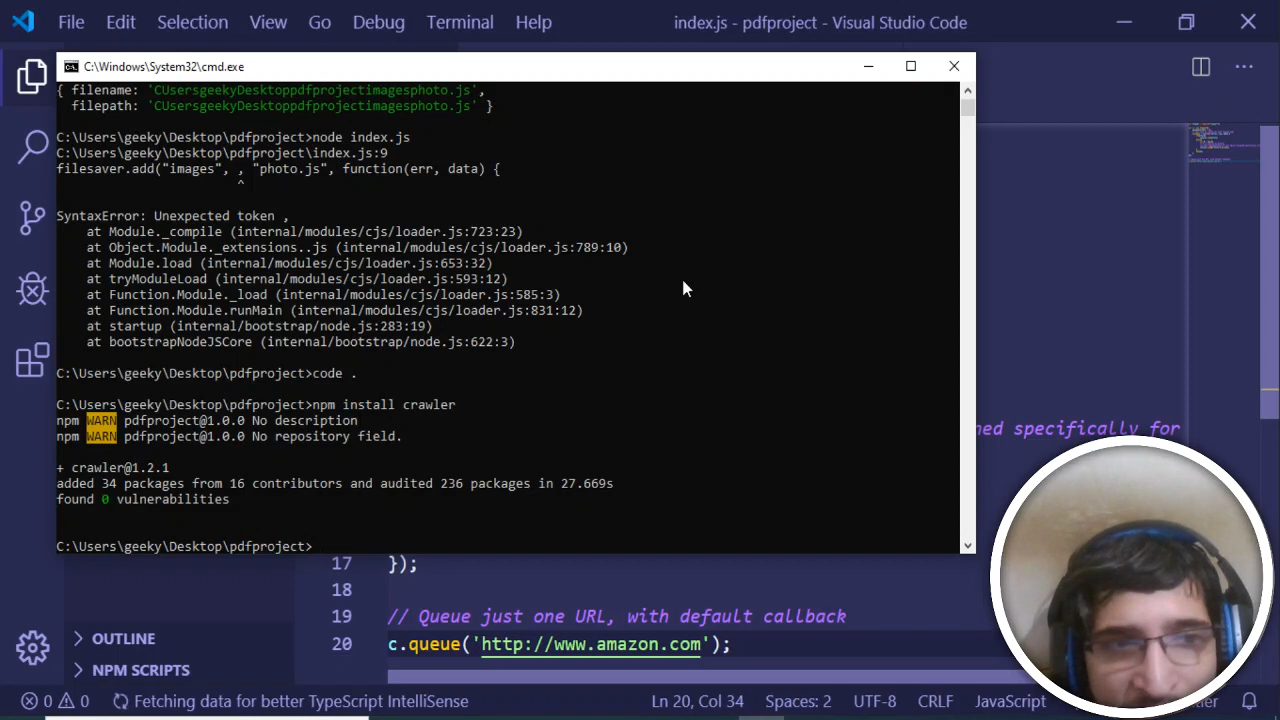 File Edit Selection View Go Debug Terminal Help index.js - pdfproject - Visual Studio Code
C:\Windows\System32\cmd.exe
{ filename: 'CUsersgeekyDesktoppdfprojectimagesphoto.js',
filepath: 'CUsersgeekyDesktoppdfprojectimagesphoto.js' }
C:\Users\geeky\Desktop\pdfproject>node index.js
C:\Users\geeky\Desktop\pdfproject\index.js:9
filesaver.add("images", , "photo.js", function(err, data) {
^
SyntaxError: Unexpected token ,
at Module._compile (internal/modules/cjs/loader.js:723:23)
at Object.Module._extensions..js (internal/modules/cjs/loader.js:789:10)
at Module.load (internal/modules/cjs/loader.js:653:32)
at tryModuleLoad (internal/modules/cjs/loader.js:593:12)
at Function.Module._load (internal/modules/cjs/loader.js:585:3)
at Function.Module.runMain (internal/modules/cjs/loader.js:831:12)
at startup (internal/bootstrap/node.js:283:19)
at bootstrapNodeJSCore (internal/bootstrap/node.js:622:3)
C:\Users\geeky\Desktop\pdfproject>code .
C:\Users\geeky\Desktop\pdfproject>npm install crawler
npm WARN pdfproject@1.0.0 No description
npm WARN pdfproject@1.0.0 No repository field.
+ crawler@1.2.1
added 34 packages from 16 contributors and audited 236 packages in 27.669s
found 0 vulnerabilities
C:\Users\geeky\Desktop\pdfproject>
specifically for
17 });
18
19 // Queue just one URL, with default callback
20 c.queue('http://www.amazon.com');
OUTLINE
NPM SCRIPTS
0 0 Fetching data for better TypeScript IntelliSense Ln 20, Col 34 Spaces: 2 UTF-8 CRLF JavaScript